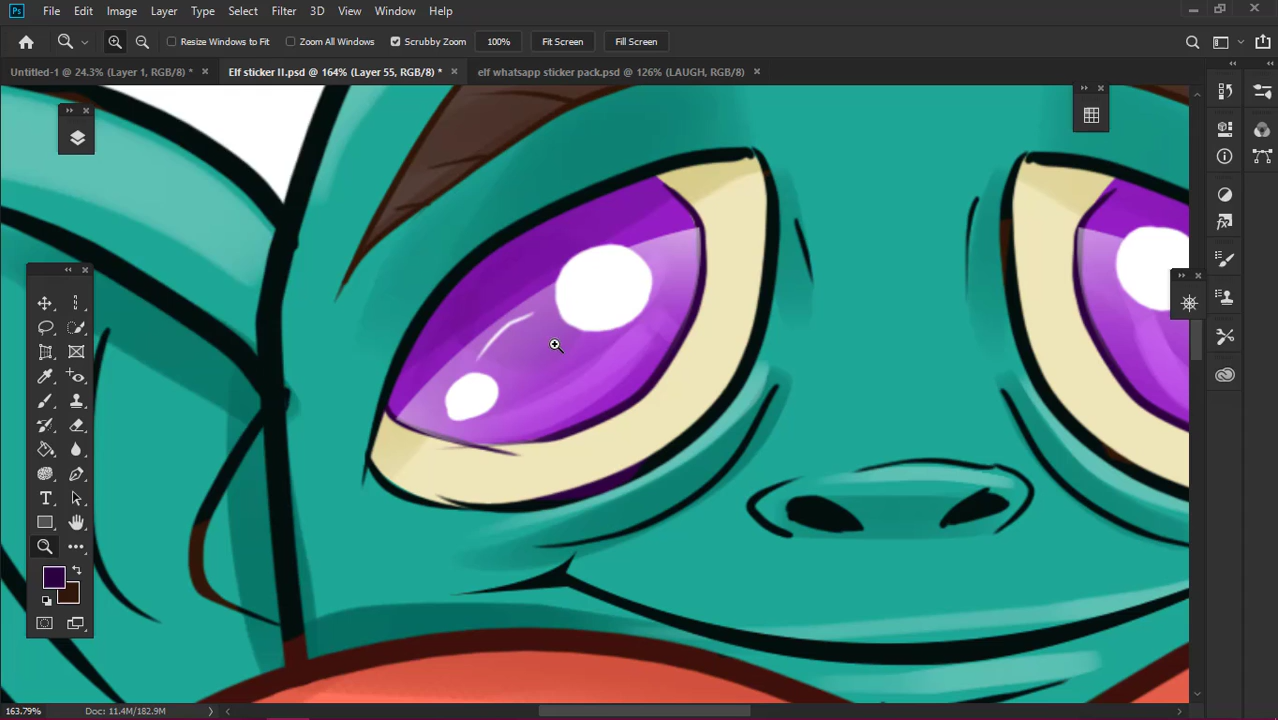 Ps File Edit Image Layer Type Select Filter 3D View Window Help
Resize Windows to Fit Zoom All Windows Scrubby Zoom 100% Fit Screen Fill Screen
Untitled-1 @ 24.3% (Layer 1, RGB/8) * × Elf sticker II.psd @ 164% (Layer 55, RGB/8) * × elf whatsapp sticker pack.psd @ 126% (LAUGH, RGB/8) ×
T
163.79% Doc: 11.4M/182.9M